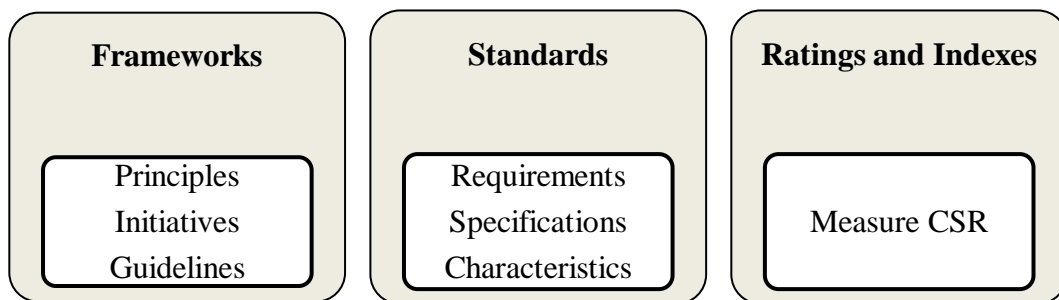 Frameworks
Principles
Initiatives
Guidelines
Standards
Requirements
Specifications
Characteristics
Ratings and Indexes
Measure CSR